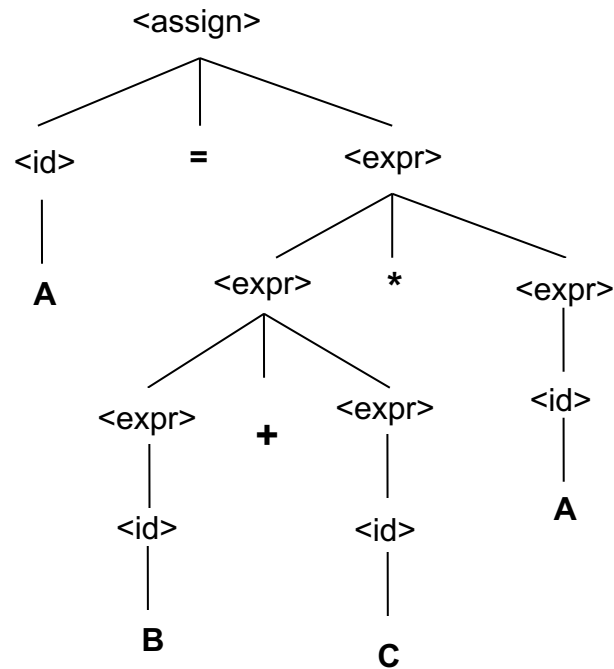 <assign>
<id> = <expr>
A <expr> * <expr>
<expr> + <expr> <id>
<id> <id> A
B C